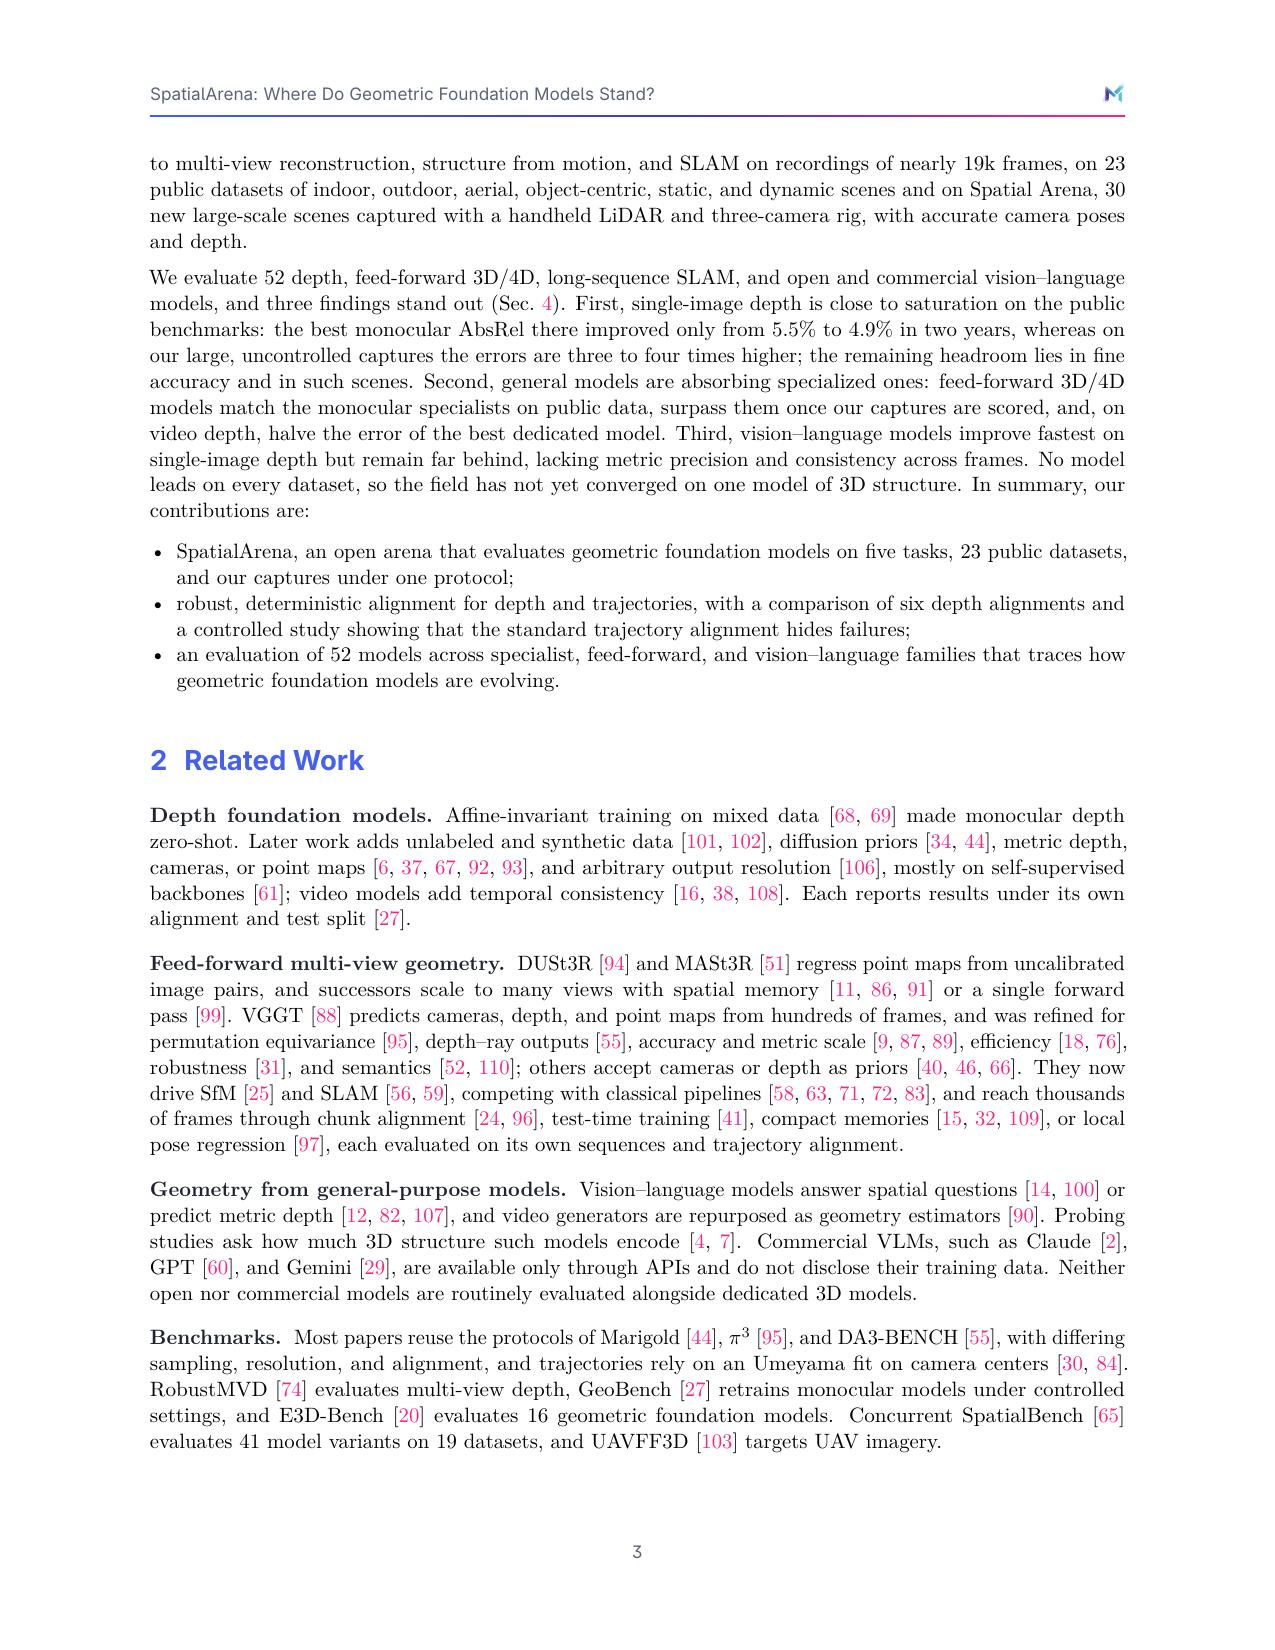 SpatialArena: Where Do Geometric Foundation Models Stand?
to multi-view reconstruction, structure from motion, and SLAM on recordings of nearly 19k frames, on 23
public datasets of indoor, outdoor, aerial, object-centric, static, and dynamic scenes and on Spatial Arena, 30
new large-scale scenes captured with a handheld LiDAR and three-camera rig, with accurate camera poses
and depth.
We evaluate 52 depth, feed-forward 3D/4D, long-sequence SLAM, and open and commercial vision–language
models, and three findings stand out (Sec. 4). First, single-image depth is close to saturation on the public
benchmarks: the best monocular AbsRel there improved only from 5.5% to 4.9% in two years, whereas on
our large, uncontrolled captures the errors are three to four times higher; the remaining headroom lies in fine
accuracy and in such scenes. Second, general models are absorbing specialized ones: feed-forward 3D/4D
models match the monocular specialists on public data, surpass them once our captures are scored, and, on
video depth, halve the error of the best dedicated model. Third, vision–language models improve fastest on
single-image depth but remain far behind, lacking metric precision and consistency across frames. No model
leads on every dataset, so the field has not yet converged on one model of 3D structure. In summary, our
contributions are:
• SpatialArena, an open arena that evaluates geometric foundation models on five tasks, 23 public datasets,
and our captures under one protocol;
• robust, deterministic alignment for depth and trajectories, with a comparison of six depth alignments and
a controlled study showing that the standard trajectory alignment hides failures;
• an evaluation of 52 models across specialist, feed-forward, and vision–language families that traces how
geometric foundation models are evolving.
2 Related Work
Depth foundation models. Affine-invariant training on mixed data [68, 69] made monocular depth
zero-shot. Later work adds unlabeled and synthetic data [101, 102], diffusion priors [34, 44], metric depth,
cameras, or point maps [6, 37, 67, 92, 93], and arbitrary output resolution [106], mostly on self-supervised
backbones [61]; video models add temporal consistency [16, 38, 108]. Each reports results under its own
alignment and test split [27].
Feed-forward multi-view geometry. DUSt3R [94] and MASt3R [51] regress point maps from uncalibrated
image pairs, and successors scale to many views with spatial memory [11, 86, 91] or a single forward
pass [99]. VGGT [88] predicts cameras, depth, and point maps from hundreds of frames, and was refined for
permutation equivariance [95], depth–ray outputs [55], accuracy and metric scale [9, 87, 89], efficiency [18, 76],
robustness [31], and semantics [52, 110]; others accept cameras or depth as priors [40, 46, 66]. They now
drive SfM [25] and SLAM [56, 59], competing with classical pipelines [58, 63, 71, 72, 83], and reach thousands
of frames through chunk alignment [24, 96], test-time training [41], compact memories [15, 32, 109], or local
pose regression [97], each evaluated on its own sequences and trajectory alignment.
Geometry from general-purpose models. Vision–language models answer spatial questions [14, 100] or
predict metric depth [12, 82, 107], and video generators are repurposed as geometry estimators [90]. Probing
studies ask how much 3D structure such models encode [4, 7]. Commercial VLMs, such as Claude [2],
GPT [60], and Gemini [29], are available only through APIs and do not disclose their training data. Neither
open nor commercial models are routinely evaluated alongside dedicated 3D models.
Benchmarks. Most papers reuse the protocols of Marigold [44], π³ [95], and DA3-BENCH [55], with differing
sampling, resolution, and alignment, and trajectories rely on an Umeyama fit on camera centers [30, 84].
RobustMVD [74] evaluates multi-view depth, GeoBench [27] retrains monocular models under controlled
settings, and E3D-Bench [20] evaluates 16 geometric foundation models. Concurrent SpatialBench [65]
evaluates 41 model variants on 19 datasets, and UAVFF3D [103] targets UAV imagery.
3